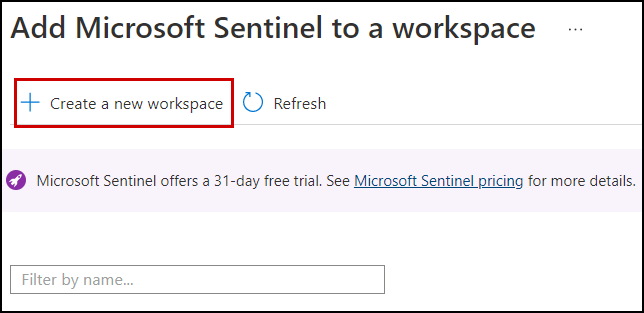 Add Microsoft Sentinel to a workspace ...
Create a new workspace Refresh
Microsoft Sentinel offers a 31-day free trial. See Microsoft Sentinel pricing for more details.
Filter by name...